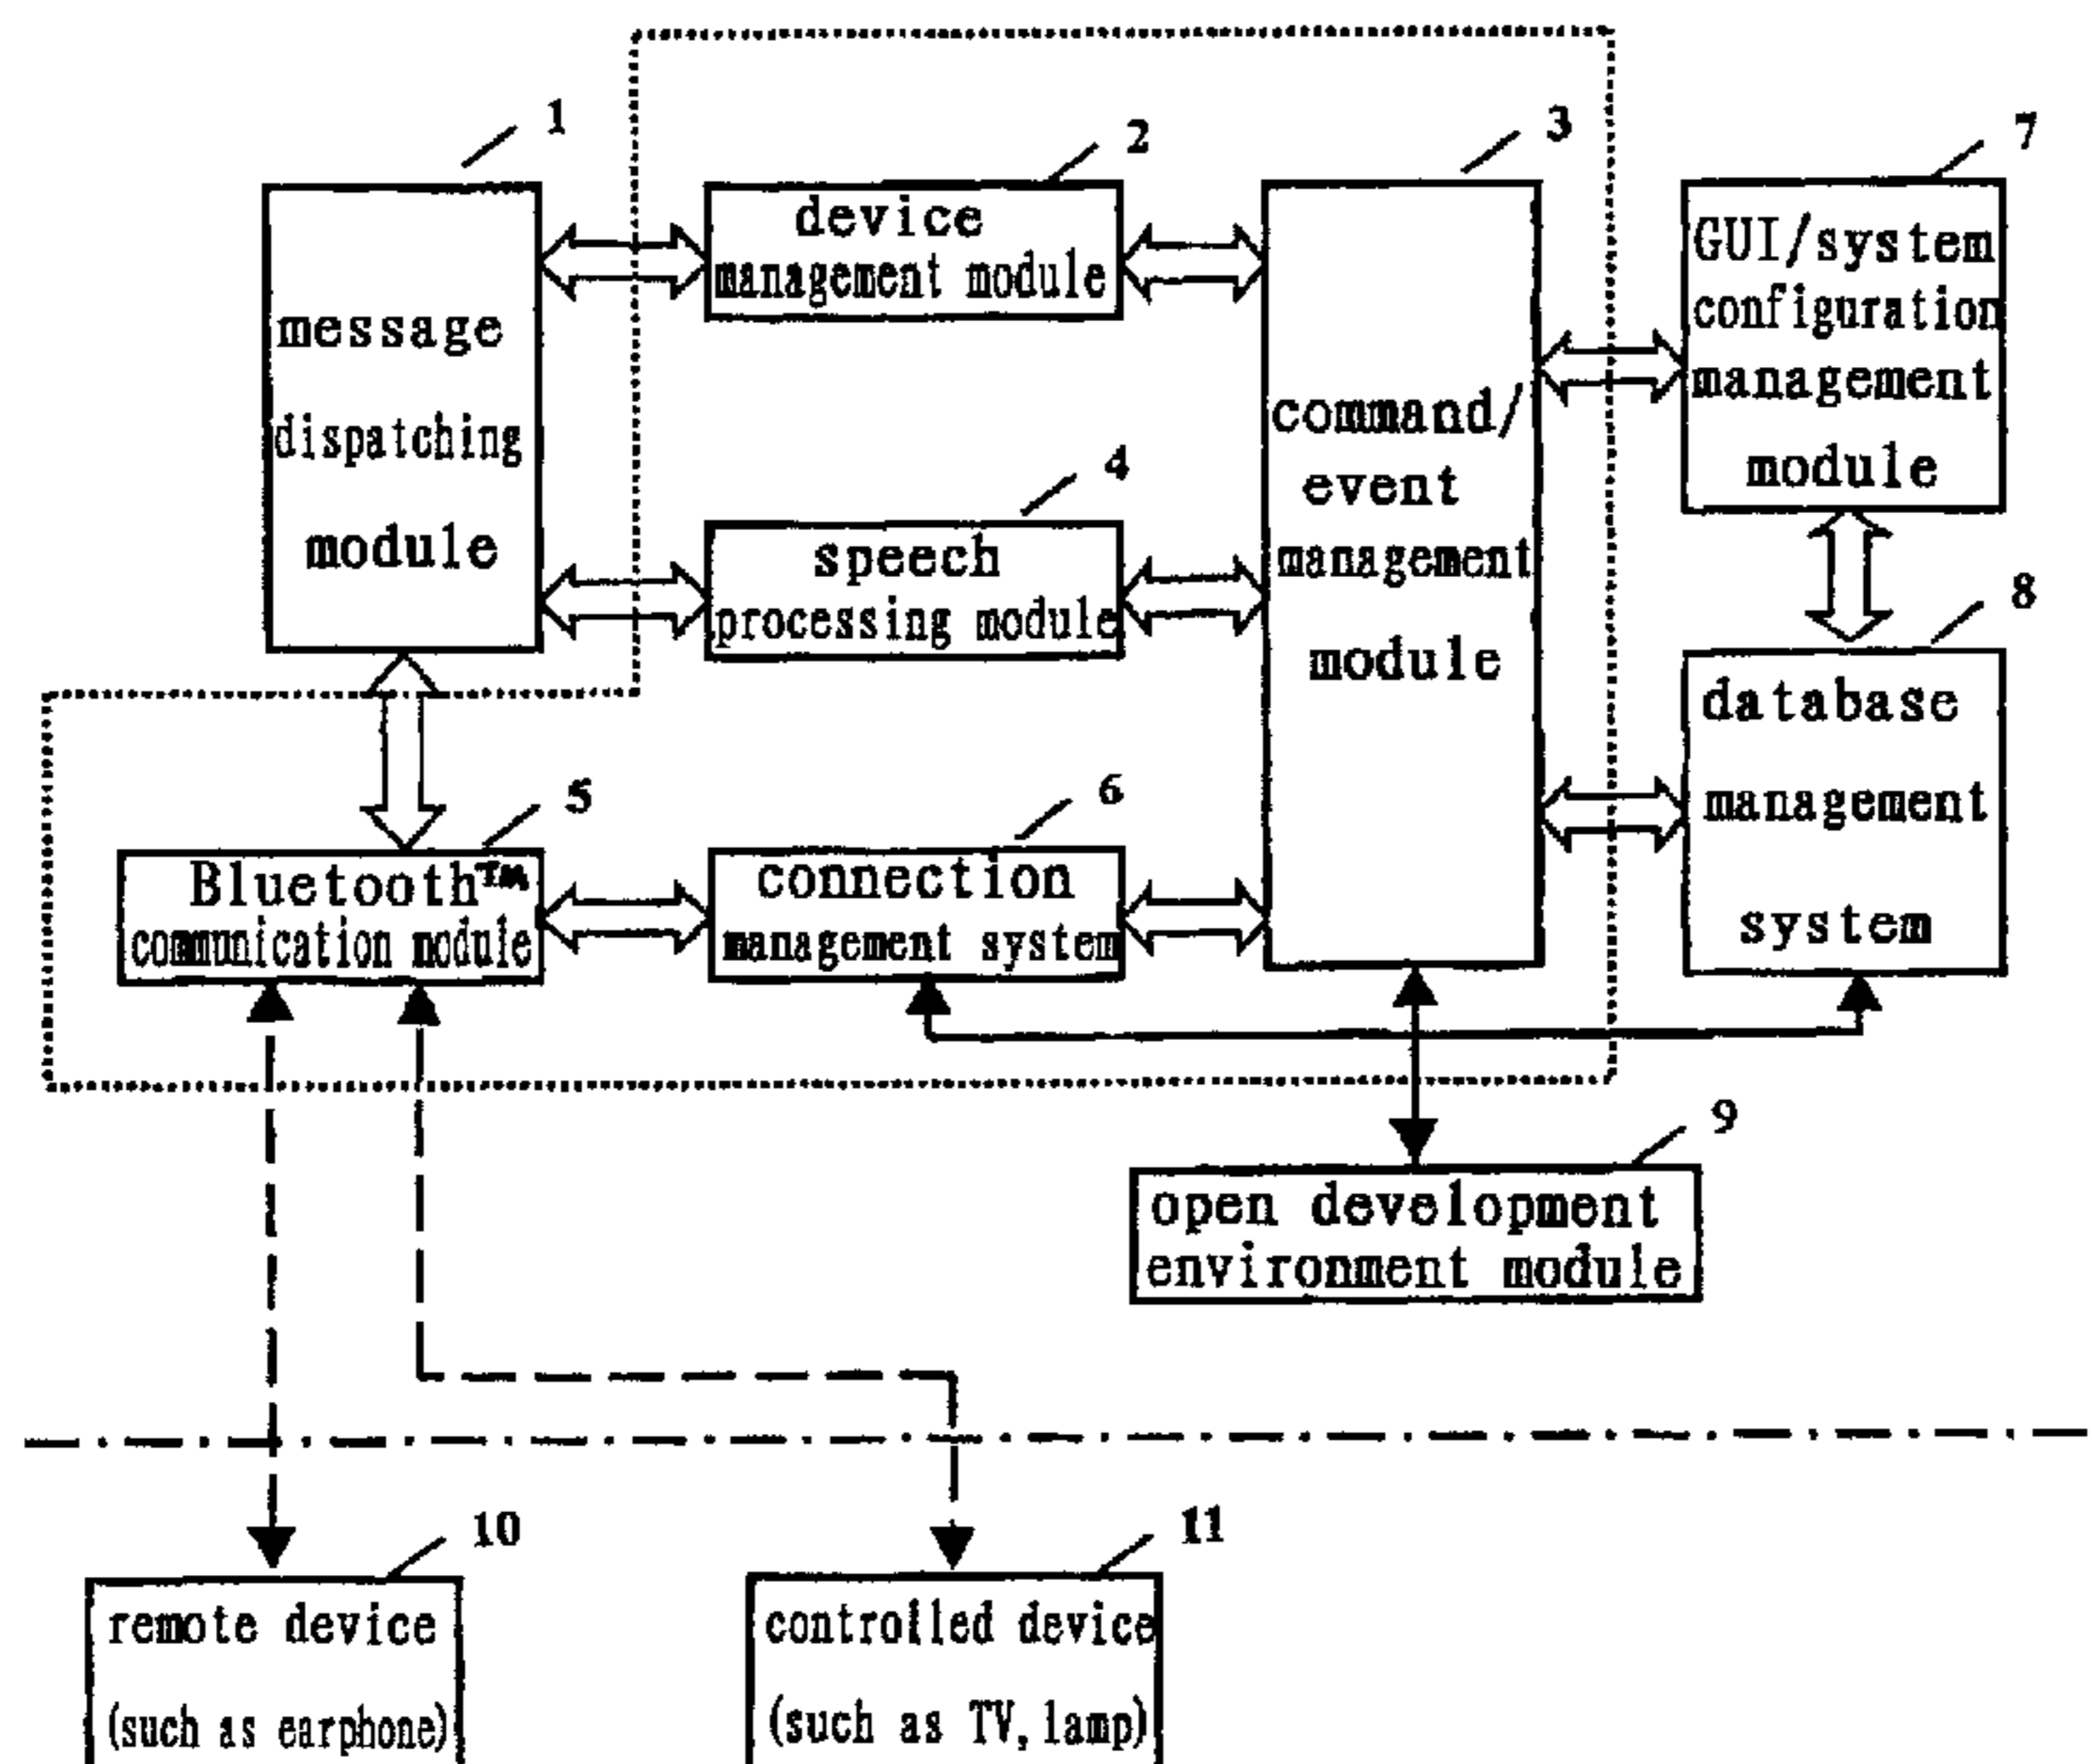 1
message
dispatching
module
2
device
management module
3
command/
event
management
module
7
GUI/system
configuration
management
module
4
speech
processing module
8
database
management
system
5
Bluetooth™
communication module
6
connection
management system
9
open development
environment module
10
remote device
(such as earphone)
11
controlled device
(such as TV, lamp)